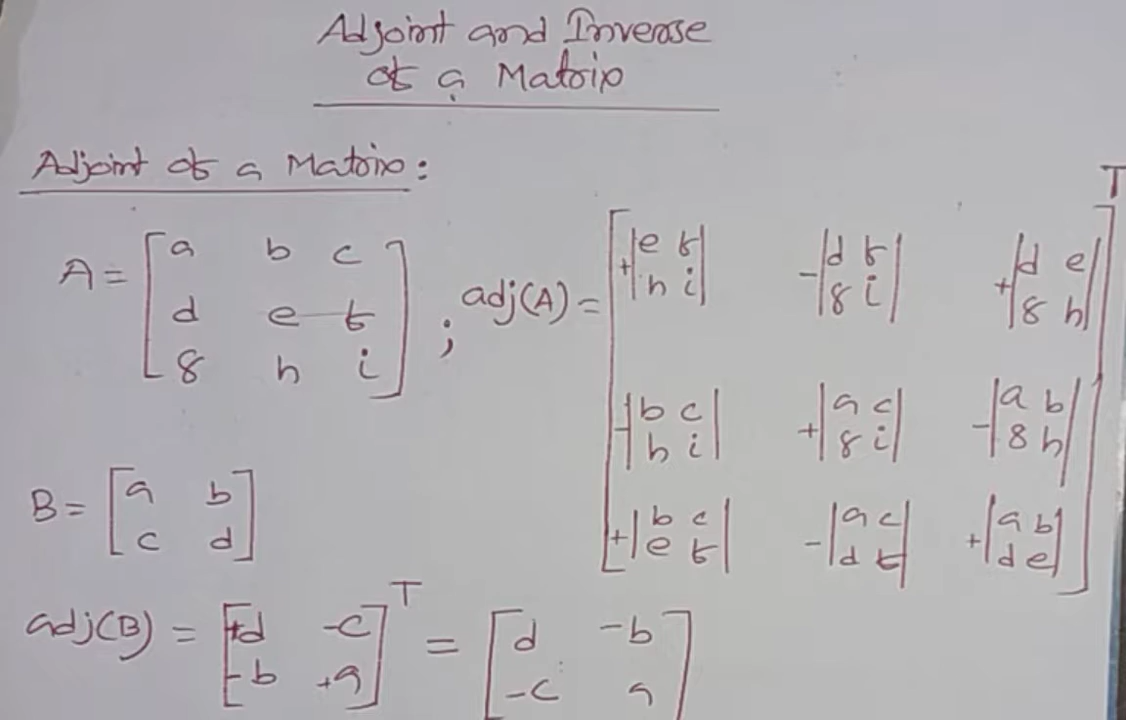 Adjoint and Inverse
of a Matrix
Adjoint of a Matrix:
A = [a b c
d e f
g h i] ; adj(A) = [+|e f
h i| -|d f
g i| +|d e
g h|
-|b c
h i| +|a c
g i| -|a b
g h|
+|b c
e f| -|a c
d f| +|a b
d e|]T
B = [a b
c d]
adj(B) = [+d -c
-b +a]T = [d -b
-c a]